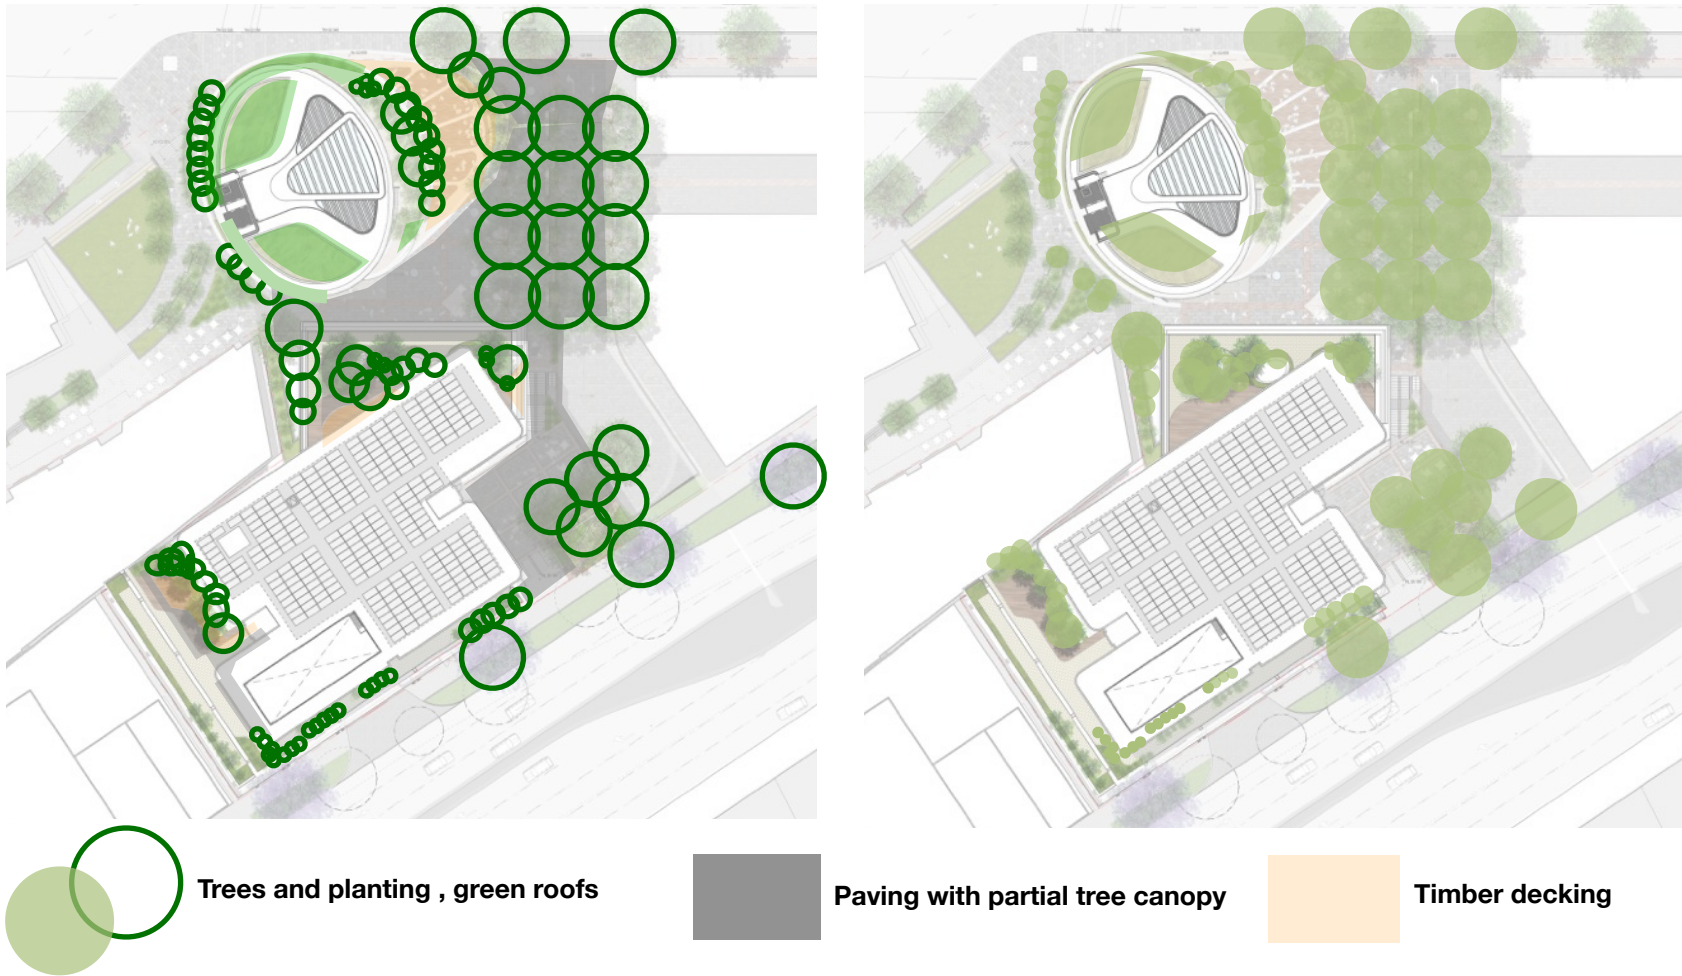 Trees and planting , green roofs
Paving with partial tree canopy
Timber decking